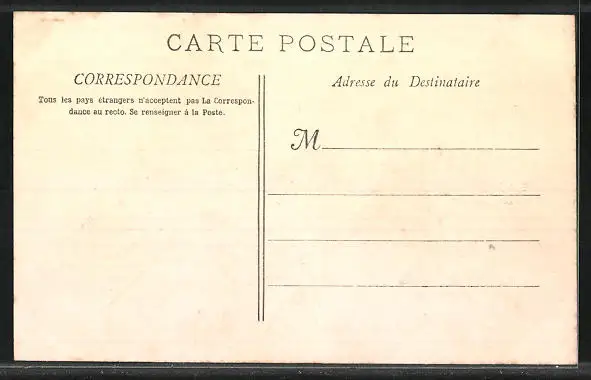 CARTE POSTALE
CORRESPONDANCE
Tous les pays étrangers n'acceptent pas La Correspon-
dance au recto. Se renseigner à la Poste.
Adresse du Destinataire
M